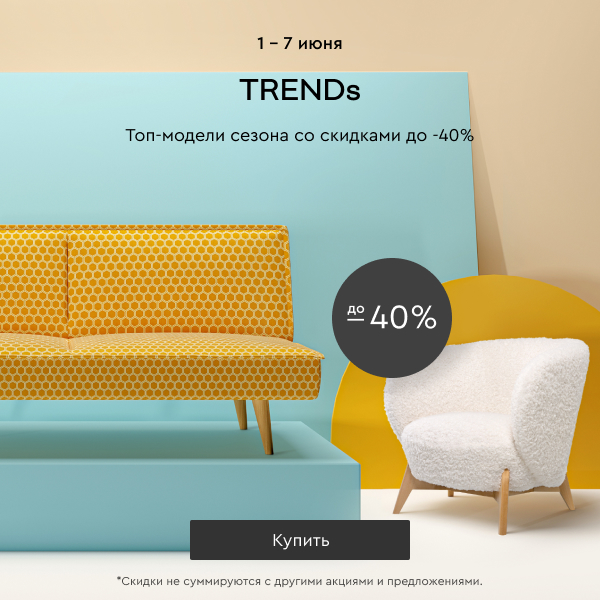 1 – 7 июня
TRENDs
Топ-модели сезона со скидками до -40%
до 40%
Купить
*Скидки не суммируются с другими акциями и предложениями.